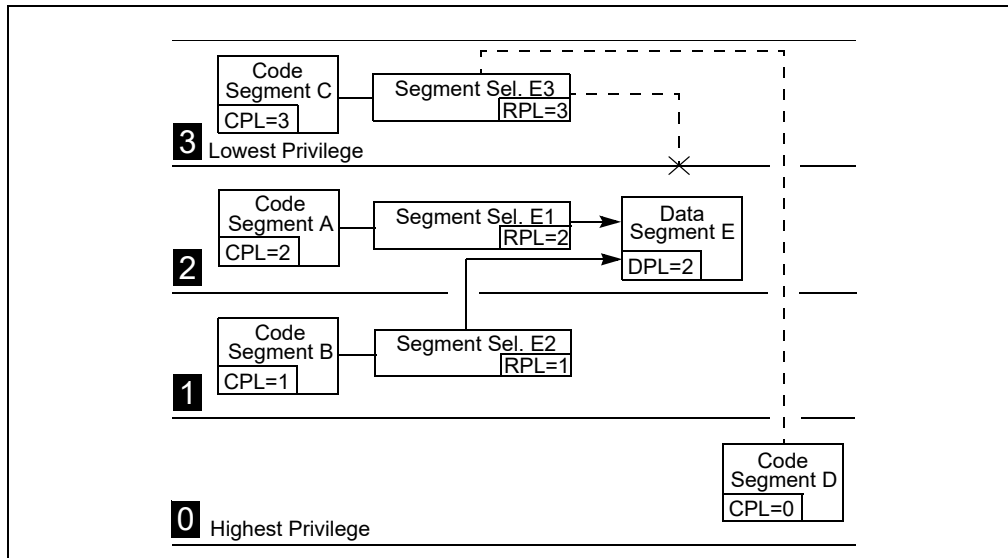 Code
Segment C
CPL=3
Segment Sel. E3
RPL=3
3
Lowest Privilege
Code
Segment A
CPL=2
Segment Sel. E1
RPL=2
Data
Segment E
DPL=2
2
Code
Segment B
CPL=1
Segment Sel. E2
RPL=1
1
Code
Segment D
CPL=0
0
Highest Privilege